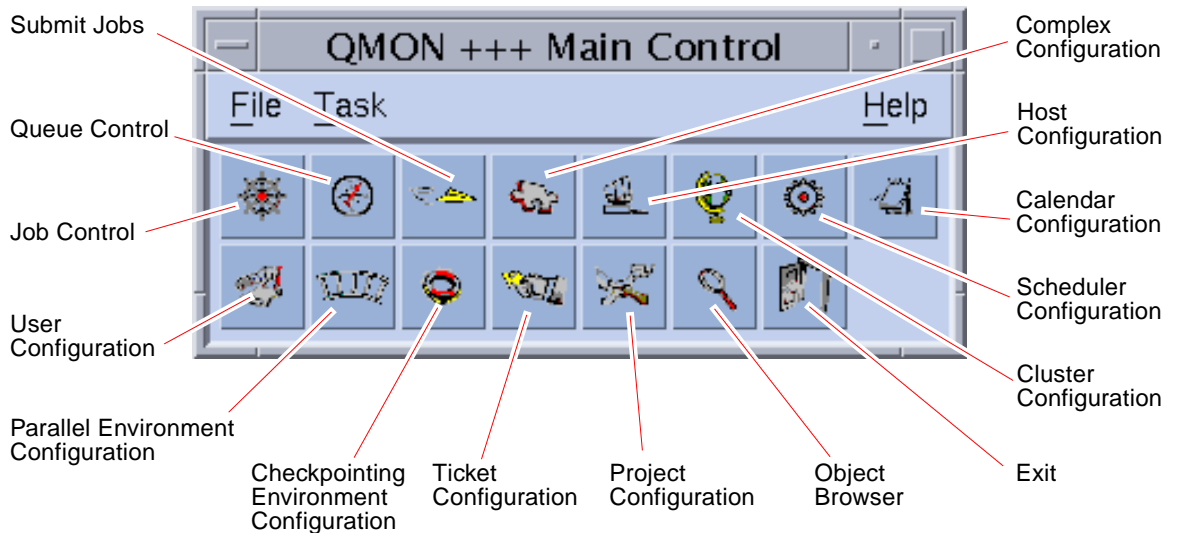 Submit Jobs
QMON +++ Main Control
Complex
Configuration
File Task Help
Queue Control
Host
Configuration
Job Control
Calendar
Configuration
User
Configuration
Scheduler
Configuration
Cluster
Configuration
Parallel Environment
Configuration
Checkpointing
Environment
Configuration
Ticket
Configuration
Project
Configuration
Object
Browser
Exit